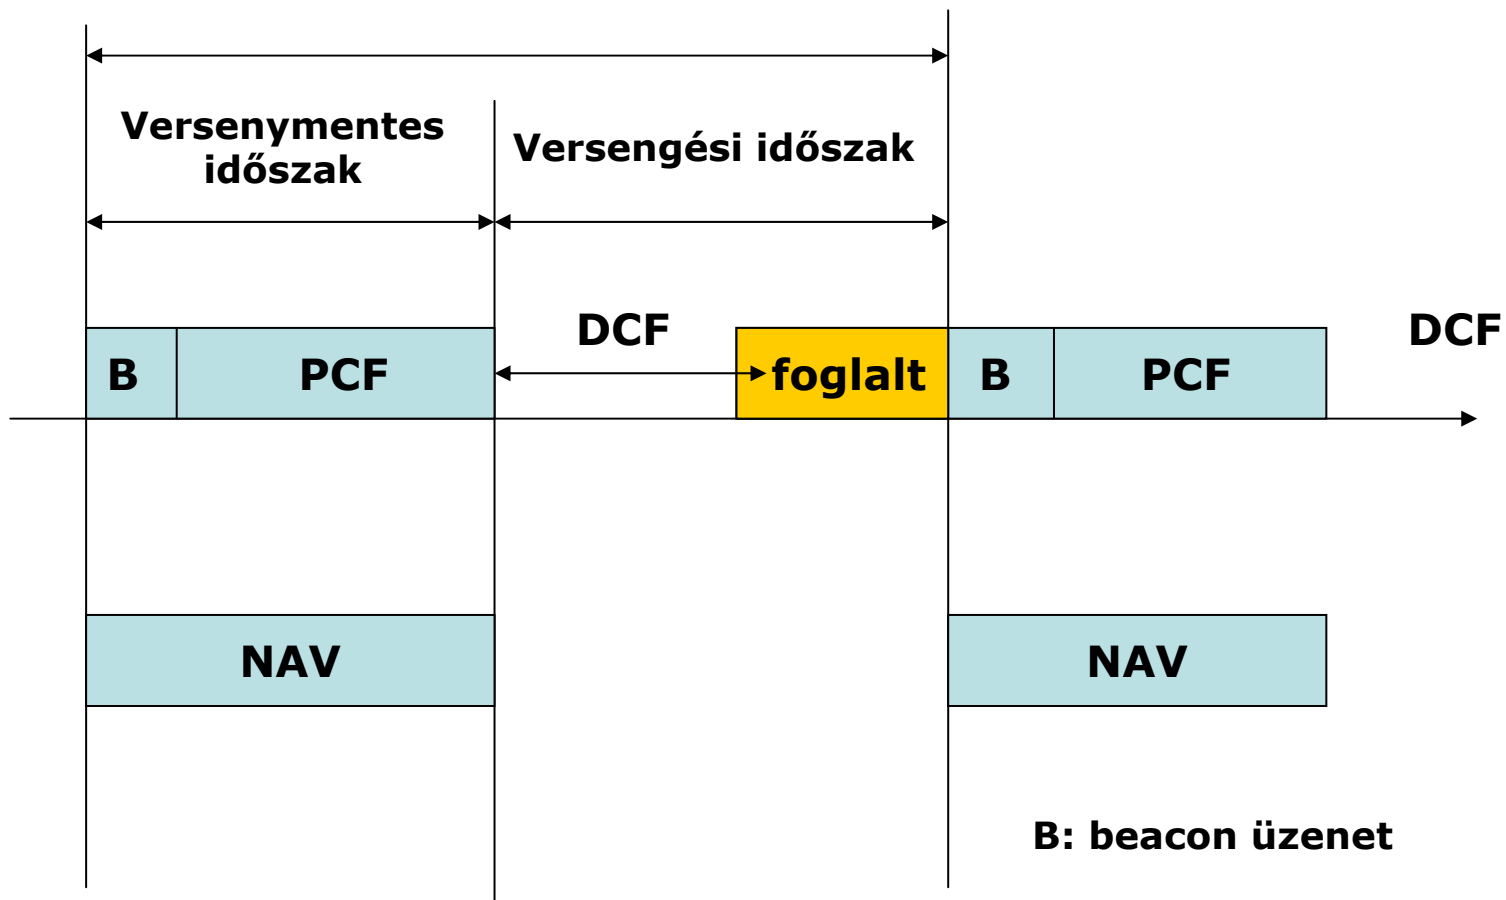 Versenymentes
időszak
Versengési időszak
DCF
DCF
B
PCF
foglalt
B
PCF
NAV
NAV
B: beacon üzenet